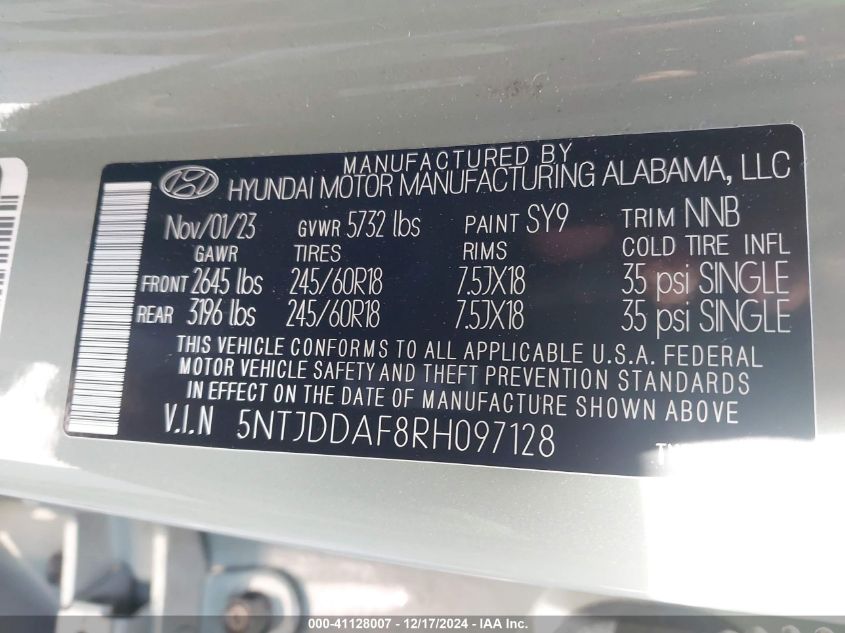 MANUFACTURED BY
HYUNDAI MOTOR MANUFACTURING ALABAMA, LLC
Nov/01/23 GVWR 5732 lbs PAINT SY9 TRIM NNB
GAWR TIRES RIMS COLD TIRE INFL
FRONT 2645 lbs 245/60R18 7.5JX18 35 psi SINGLE
REAR 3196 lbs 245/60R18 7.5JX18 35 psi SINGLE
THIS VEHICLE CONFORMS TO ALL APPLICABLE U.S.A. FEDERAL
MOTOR VEHICLE SAFETY AND THEFT PREVENTION STANDARDS
IN EFFECT ON THE DATE OF MANUFACTURE SHOWN ABOVE
V.I.N 5NTJDDAF8RH097128
000-41128007 - 12/17/2024 - IAA Inc.